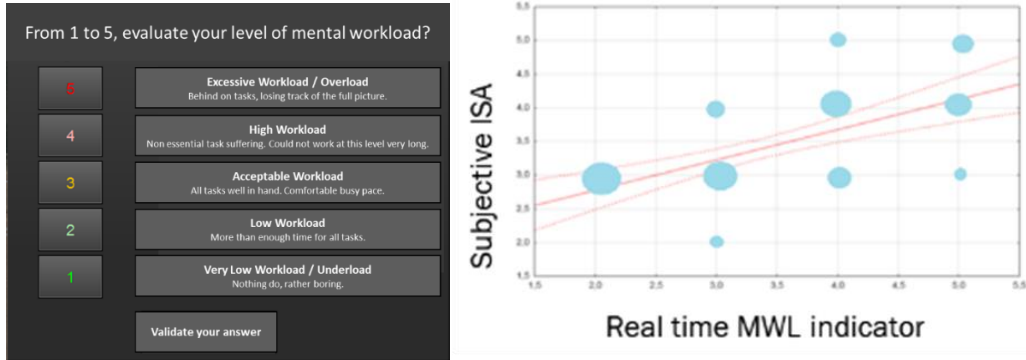 From 1 to 5, evaluate your level of mental workload?
5
Excessive Workload / Overload
Behind on tasks, losing track of the full picture.
4
High Workload
Non essential task suffering. Could not work at this level very long.
3
Acceptable Workload
All tasks well in hand. Comfortable busy pace.
2
Low Workload
More than enough time for all tasks.
1
Very Low Workload / Underload
Nothing do, rather boring.
Validate your answer
Subjective ISA
5,5
5,0
4,5
4,0
3,5
3,0
2,5
2,0
1,5
1,5
2,0
2,5
3,0
3,5
4,0
4,5
5,0
5,5
Real time MWL indicator